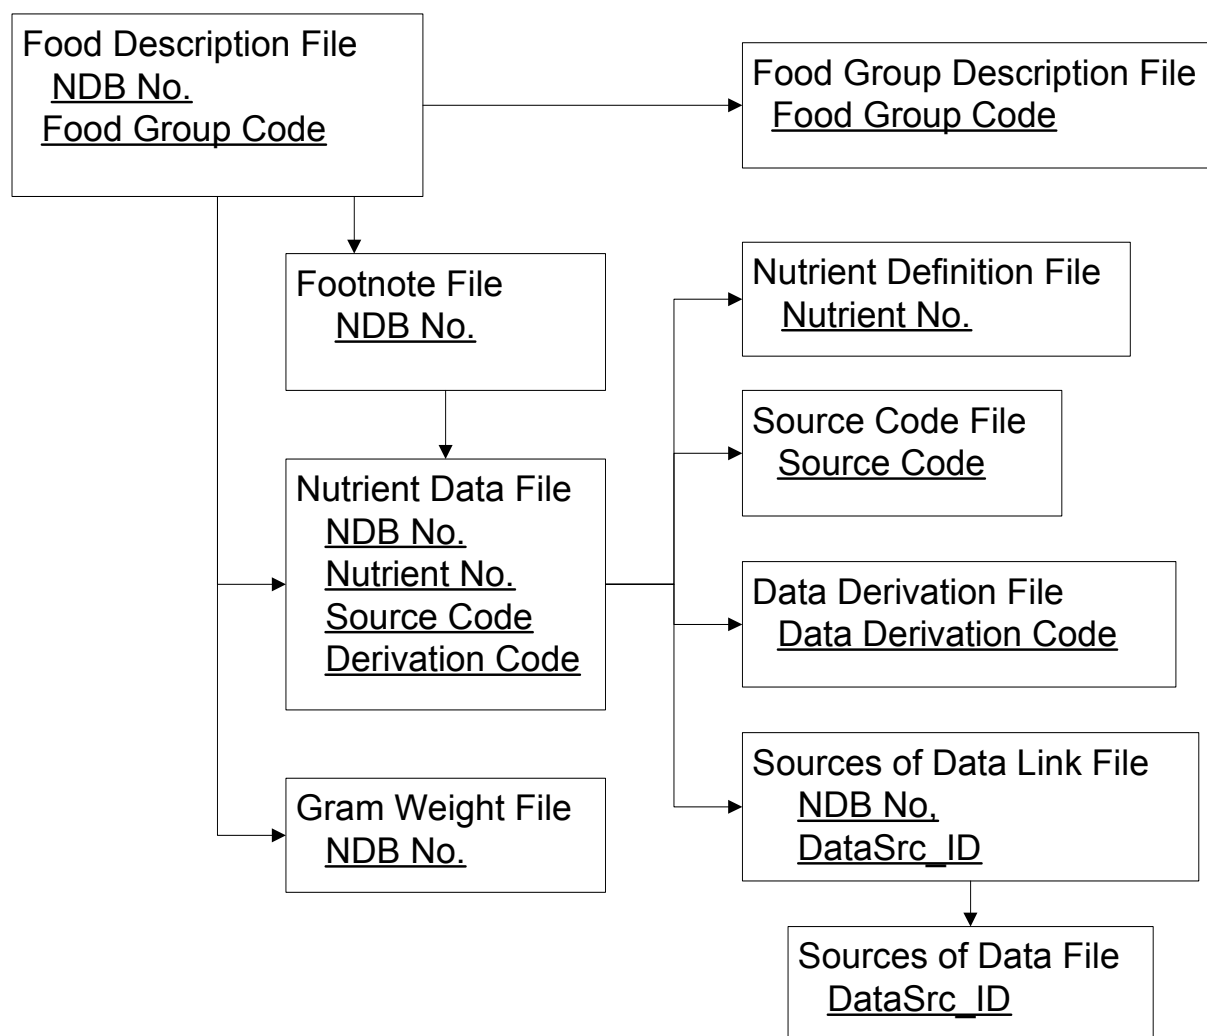 Food Description File
NDB No.
Food Group Code
Food Group Description File
Food Group Code
Footnote File
NDB No.
Nutrient Definition File
Nutrient No.
Source Code File
Source Code
Nutrient Data File
NDB No.
Nutrient No.
Source Code
Derivation Code
Data Derivation File
Data Derivation Code
Gram Weight File
NDB No.
Sources of Data Link File
NDB No,
DataSrc_ID
Sources of Data File
DataSrc_ID